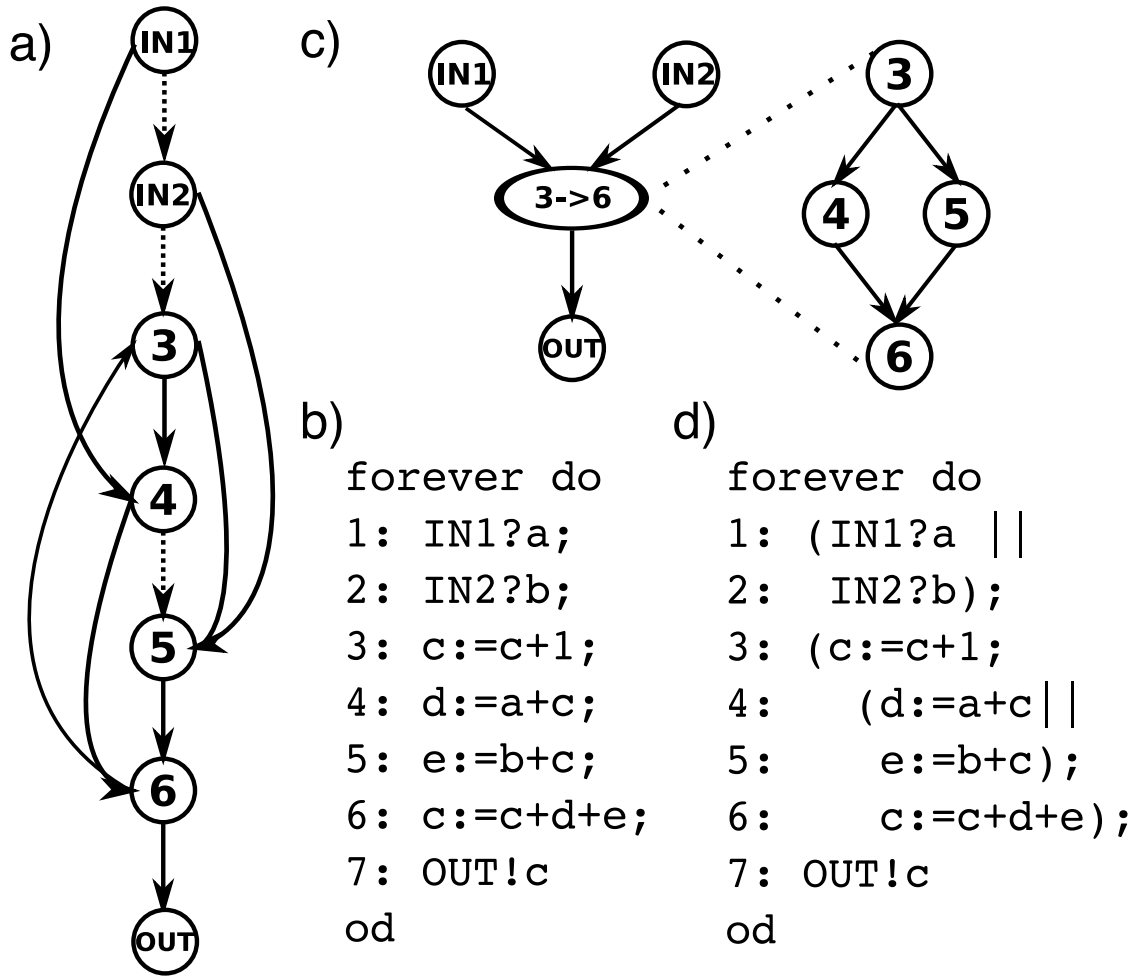 a)
IN1
IN2
3
4
5
6
OUT
c)
IN1
IN2
3->6
OUT
3
4
5
6
b)
forever do
1: IN1?a;
2: IN2?b;
3: c:=c+1;
4: d:=a+c;
5: e:=b+c;
6: c:=c+d+e;
7: OUT!c
od
d)
forever do
1: (IN1?a ||
2:  IN2?b);
3: (c:=c+1;
4:   (d:=a+c||
5:    e:=b+c);
6:    c:=c+d+e);
7: OUT!c
od